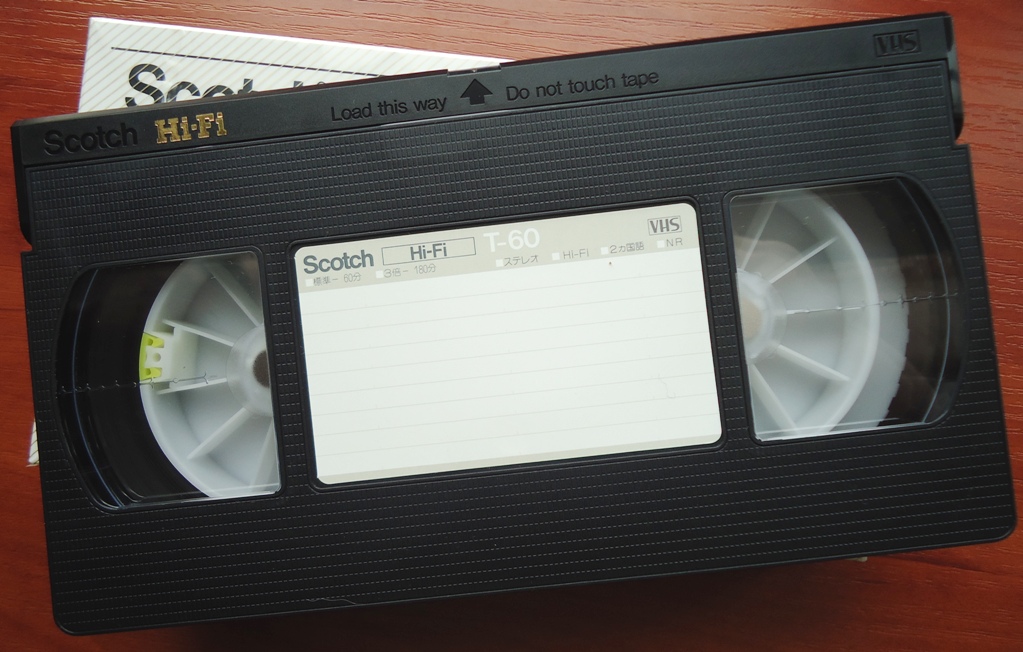 Scotch
VHS
Load this way Do not touch tape
Scotch Hi-Fi
VHS
Scotch Hi-Fi T-60
標準- 60分 3倍- 180分 ステレオ Hi-Fi 2ヵ国語 NR